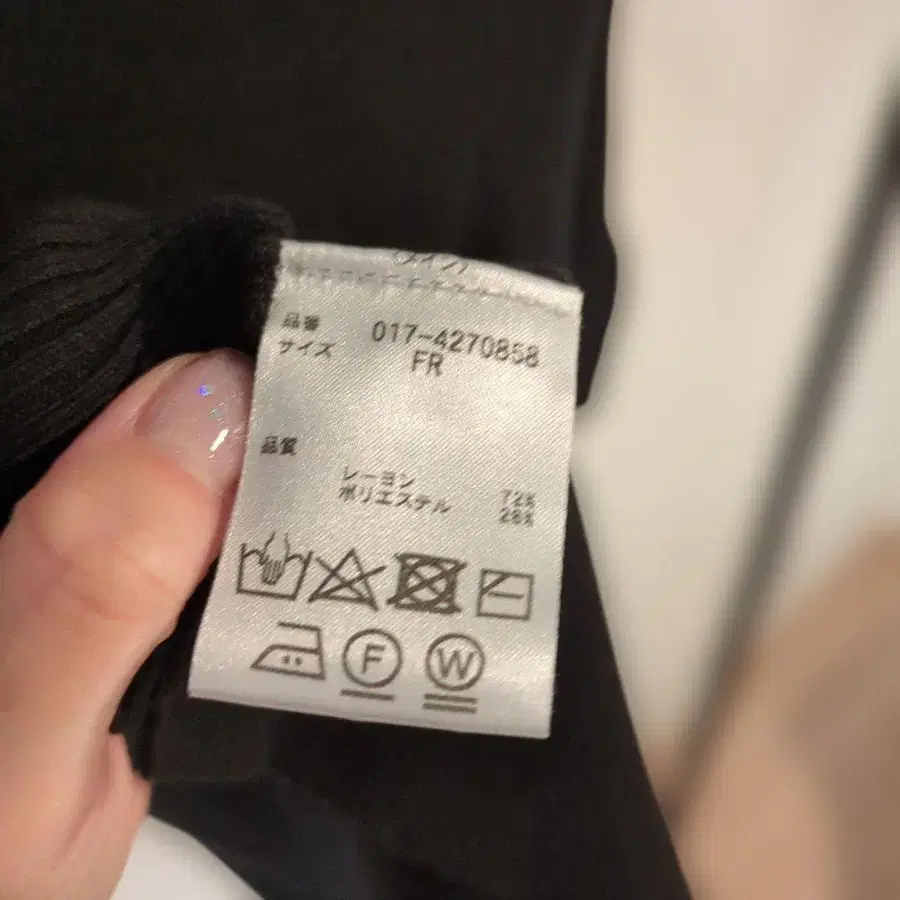 品番 017-4270858
サイズ FR
品質
レーヨン 72%
ポリエステル 28%
F
W